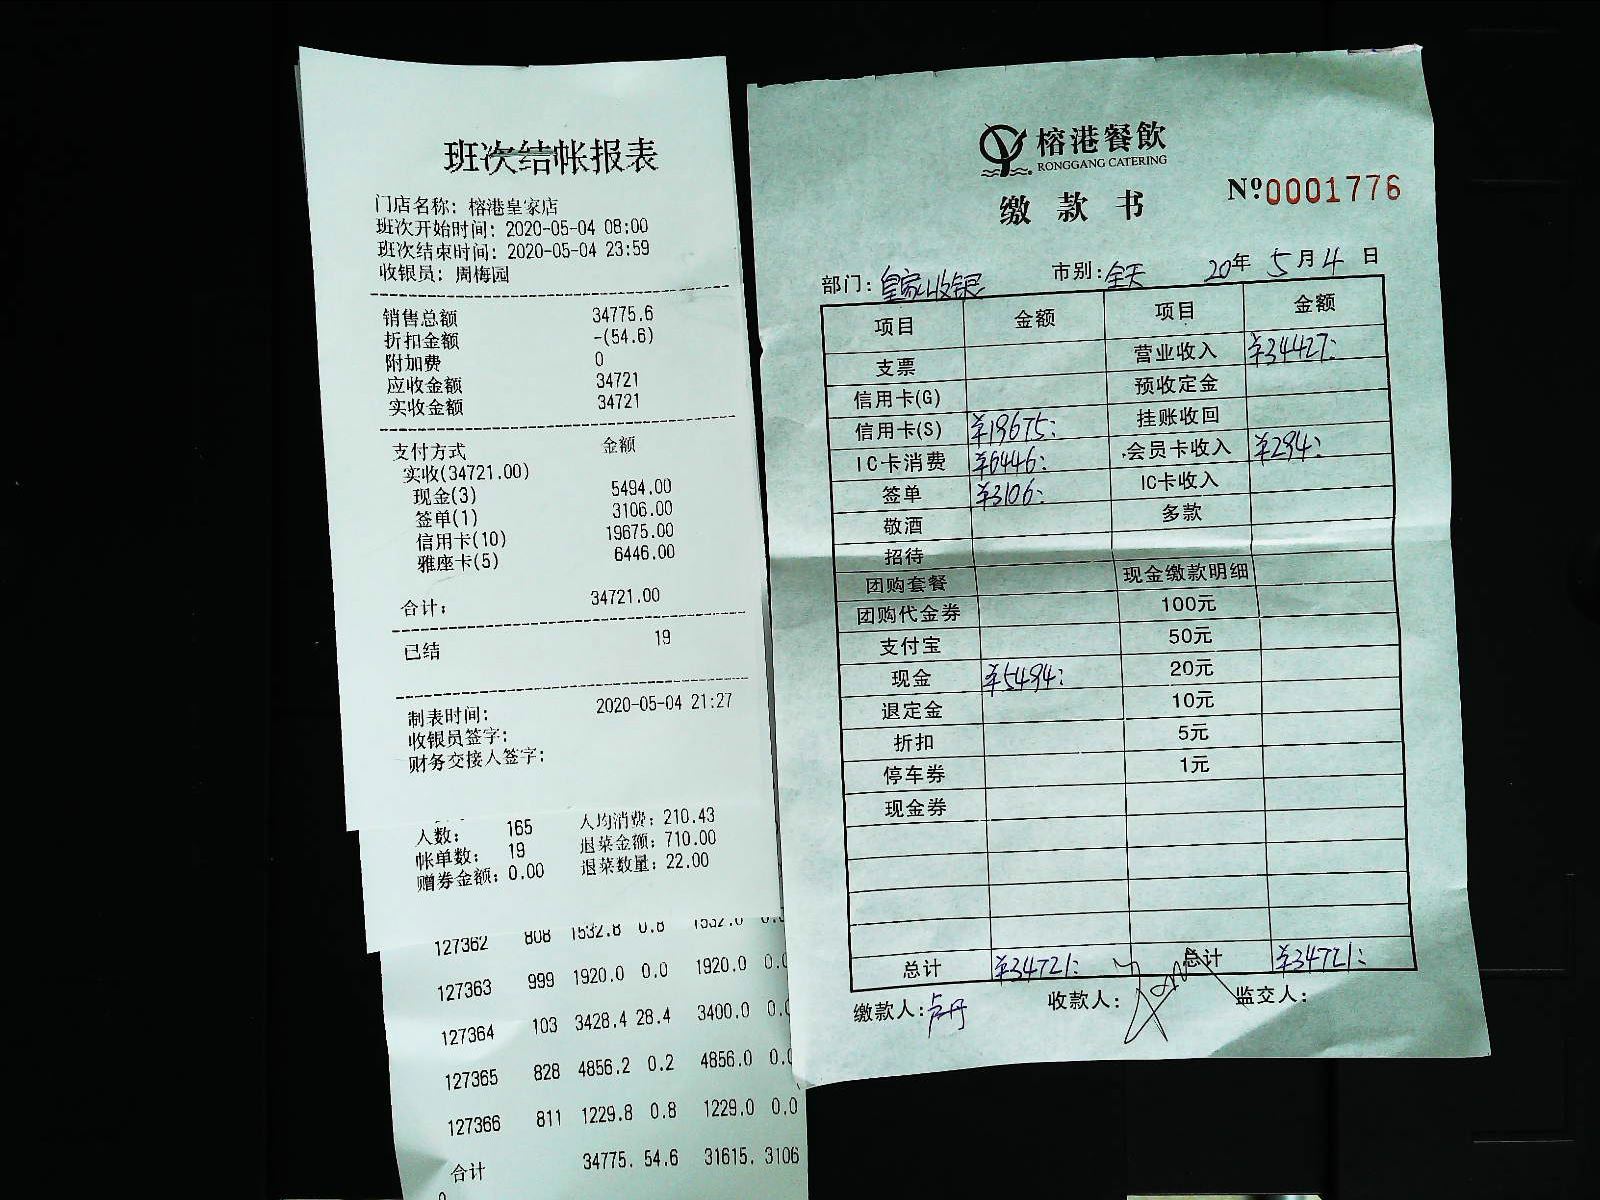 班次结帐报表
门店名称: 榕港皇家店
班次开始时间: 2020-05-04 08:00
班次结束时间: 2020-05-04 23:59
收银员: 周梅园
销售总额 34775.6
折扣金额 -(54.6)
附加费 0
应收金额 34721
实收金额 34721
支付方式 金额
实收(34721.00)
现金(3) 5494.00
签单(1) 3106.00
信用卡(10) 19675.00
雅座卡(5) 6446.00
合计: 34721.00
已结 19
制表时间: 2020-05-04 21:27
收银员签字:
财务交接人签字:
人数: 165 人均消费: 210.43
帐单数: 19 退菜金额: 710.00
赠券金额: 0.00 退菜数量: 22.00
127362 808 1532.8 0.8 1532.0
127363 999 1920.0 0.0 1920.0 0.0
127364 103 3428.4 28.4 3400.0 0.0
127365 828 4856.2 0.2 4856.0 0.0
127366 811 1229.8 0.8 1229.0 0.0
合计 34775. 54.6 31615. 3106
榕港餐飲
RONGGANG CATERING
缴款书
Nº0001776
部门: 皇家收银 市别: 全天 20年 5月 4日
项目 金额 项目 金额
支票 营业收入 ¥34427:
信用卡(G) 预收定金
信用卡(S) ¥19675: 挂账收回
IC卡消费 ¥6446: 会员卡收入 ¥294:
签单 ¥3106: IC卡收入
敬酒 多款
招待
团购套餐 现金缴款明细
团购代金券 100元
支付宝 50元
现金 ¥5494: 20元
退定金 10元
折扣 5元
停车券 1元
现金券
总计 ¥34721: 总计 ¥34721:
缴款人: 卢丹 收款人: 监交人: